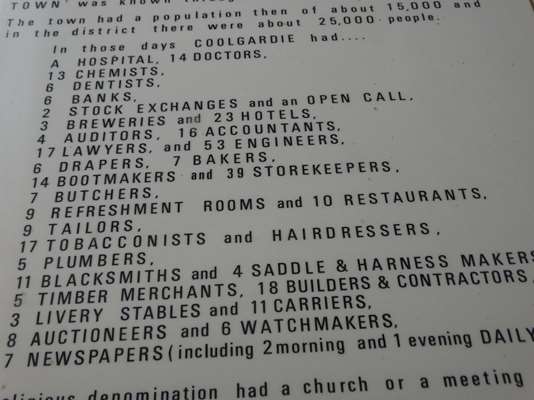 TOWN' was known
The town had a population then of about 15,000 and
in the district there were about 25,000 people.
In those days COOLGARDIE had....
A HOSPITAL, 14 DOCTORS,
13 CHEMISTS,
6 DENTISTS,
6 BANKS,
2 STOCK EXCHANGES and an OPEN CALL,
3 BREWERIES and 23 HOTELS,
4 AUDITORS, 16 ACCOUNTANTS,
17 LAWYERS, and 53 ENGINEERS,
6 DRAPERS, 7 BAKERS,
14 BOOTMAKERS and 39 STOREKEEPERS,
7 BUTCHERS,
9 REFRESHMENT ROOMS and 10 RESTAURANTS,
9 TAILORS,
17 TOBACCONISTS and HAIRDRESSERS,
5 PLUMBERS,
11 BLACKSMITHS and 4 SADDLE & HARNESS MAKERS
5 TIMBER MERCHANTS, 18 BUILDERS & CONTRACTORS,
3 LIVERY STABLES and 11 CARRIERS,
8 AUCTIONEERS and 6 WATCHMAKERS,
7 NEWSPAPERS (including 2 morning and 1 evening DAILY
denomination had a church or a meeting